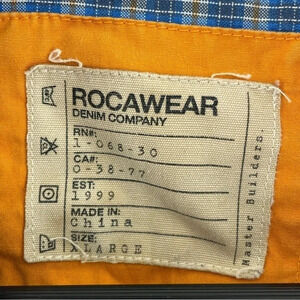 ROCAWEAR
DENIM COMPANY
RN#:
1-068-30
CA#:
0-38-77
EST:
1999
MADE IN:
China
SIZE:
XLARGE
Master Builders.